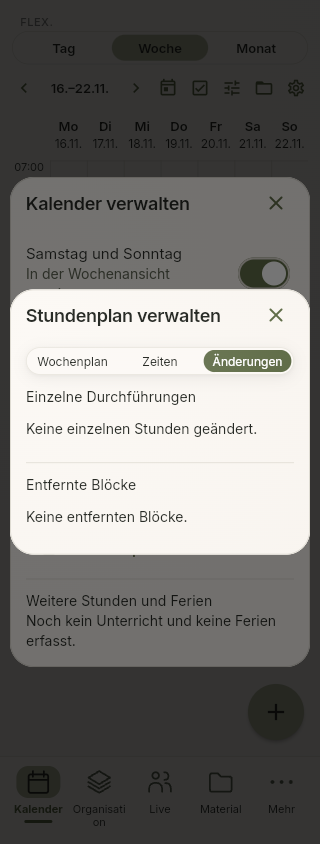 FLEX.
Tag Woche Monat
16.–22.11.
Mo Di Mi Do Fr Sa So
16.11. 17.11. 18.11. 19.11. 20.11. 21.11. 22.11.
07:00
Kalender verwalten
Samstag und Sonntag
In der Wochenansicht
Stundenplan verwalten
Wochenplan Zeiten Änderungen
Einzelne Durchführungen
Keine einzelnen Stunden geändert.
Entfernte Blöcke
Keine entfernten Blöcke.
Weitere Stunden und Ferien
Noch kein Unterricht und keine Ferien
erfasst.
Kalender Organisati Live Material Mehr
on